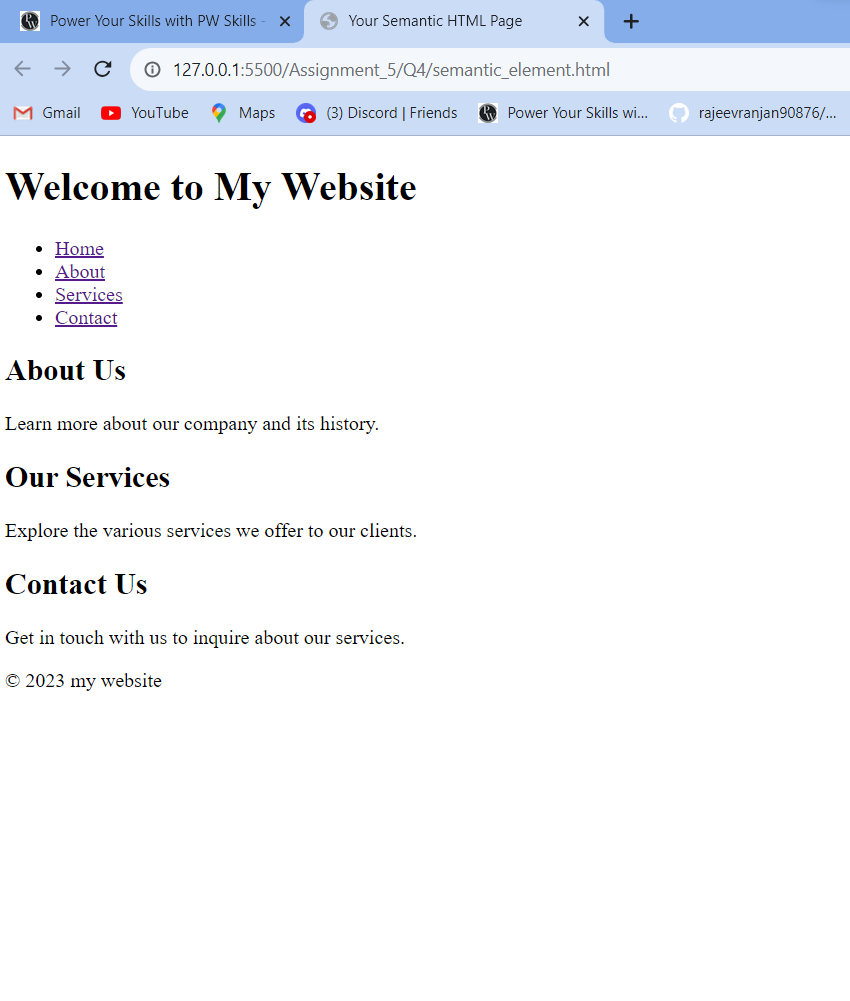 Power Your Skills with PW Skills -
Your Semantic HTML Page
127.0.0.1:5500/Assignment_5/Q4/semantic_element.html
Gmail YouTube Maps (3) Discord | Friends Power Your Skills wi... rajeevranjan90876/...
Welcome to My Website
Home
About
Services
Contact
About Us
Learn more about our company and its history.
Our Services
Explore the various services we offer to our clients.
Contact Us
Get in touch with us to inquire about our services.
© 2023 my website